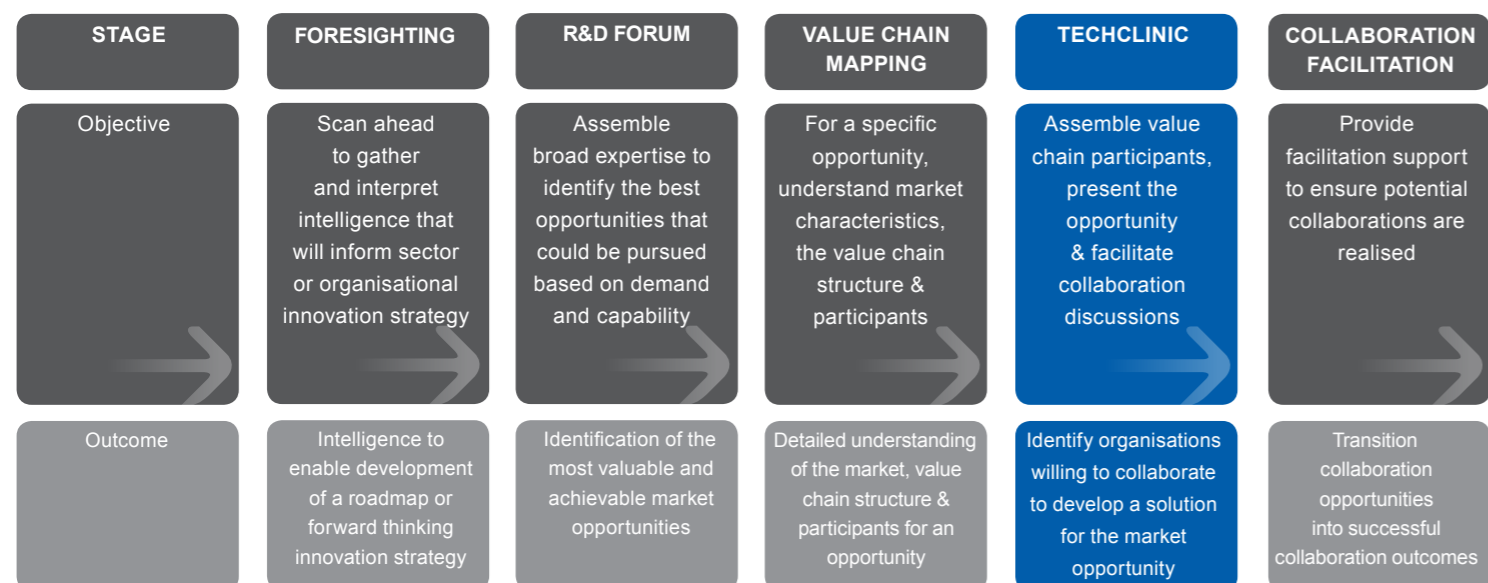 STAGE
FORESIGHTING
R&D FORUM
VALUE CHAIN
MAPPING
TECHCLINIC
COLLABORATION
FACILITATION
Objective
Scan ahead
to gather
and interpret
intelligence that
will inform sector
or organisational
innovation strategy
Assemble
broad expertise to
identify the best
opportunities that
could be pursued
based on demand
and capability
For a specific
opportunity,
understand market
characteristics,
the value chain
structure &
participants
Assemble value
chain participants,
present the
opportunity
& facilitate
collaboration
discussions
Provide
facilitation support
to ensure potential
collaborations are
realised
Outcome
Intelligence to
enable development
of a roadmap or
forward thinking
innovation strategy
Identification of the
most valuable and
achievable market
opportunities
Detailed understanding
of the market, value
chain structure &
participants for an
opportunity
Identify organisations
willing to collaborate
to develop a solution
for the market
opportunity
Transition
collaboration
opportunities
into successful
collaboration outcomes